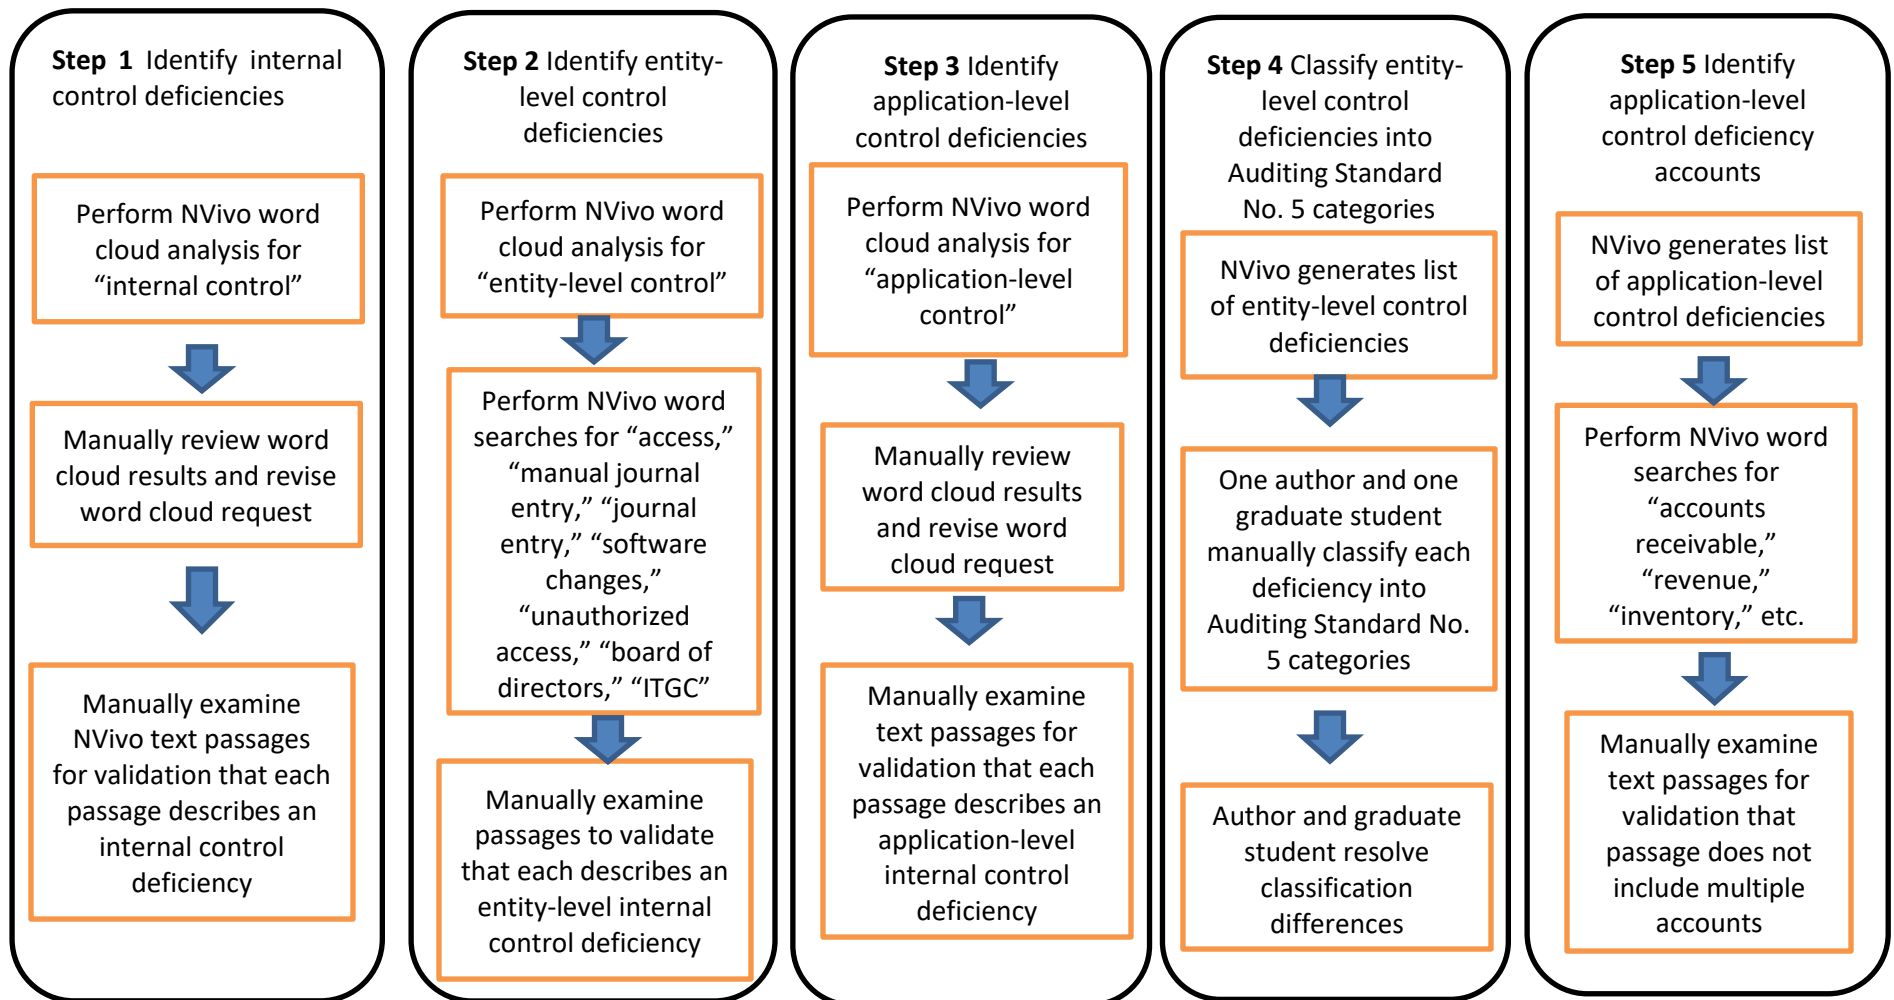 Step 1 Identify internal
control deficiencies
Perform NVivo word
cloud analysis for
“internal control”
Manually review word
cloud results and revise
word cloud request
Manually examine
NVivo text passages
for validation that each
passage describes an
internal control
deficiency
Step 2 Identify entity-
level control
deficiencies
Perform NVivo word
cloud analysis for
“entity-level control”
Perform NVivo word
searches for “access,”
“manual journal
entry,” “journal
entry,” “software
changes,”
“unauthorized
access,” “board of
directors,” “ITGC”
Manually examine
passages to validate
that each describes an
entity-level internal
control deficiency
Step 3 Identify
application-level
control deficiencies
Perform NVivo word
cloud analysis for
“application-level
control”
Manually review
word cloud results
and revise word
cloud request
Manually examine
text passages for
validation that each
passage describes an
application-level
internal control
deficiency
Step 4 Classify entity-
level control
deficiencies into
Auditing Standard
No. 5 categories
NVivo generates list
of entity-level control
deficiencies
One author and one
graduate student
manually classify each
deficiency into
Auditing Standard No.
5 categories
Author and graduate
student resolve
classification
differences
Step 5 Identify
application-level
control deficiency
accounts
NVivo generates list
of application-level
control deficiencies
Perform NVivo word
searches for
“accounts
receivable,”
“revenue,”
“inventory,” etc.
Manually examine
text passages for
validation that
passage does not
include multiple
accounts